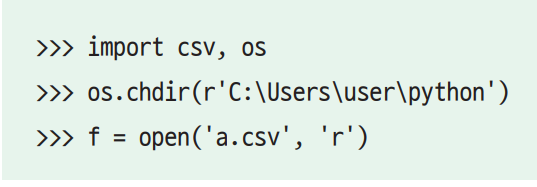 >>> import csv, os
>>> os.chdir(r'C:\Users\user\python')
>>> f = open('a.csv', 'r')